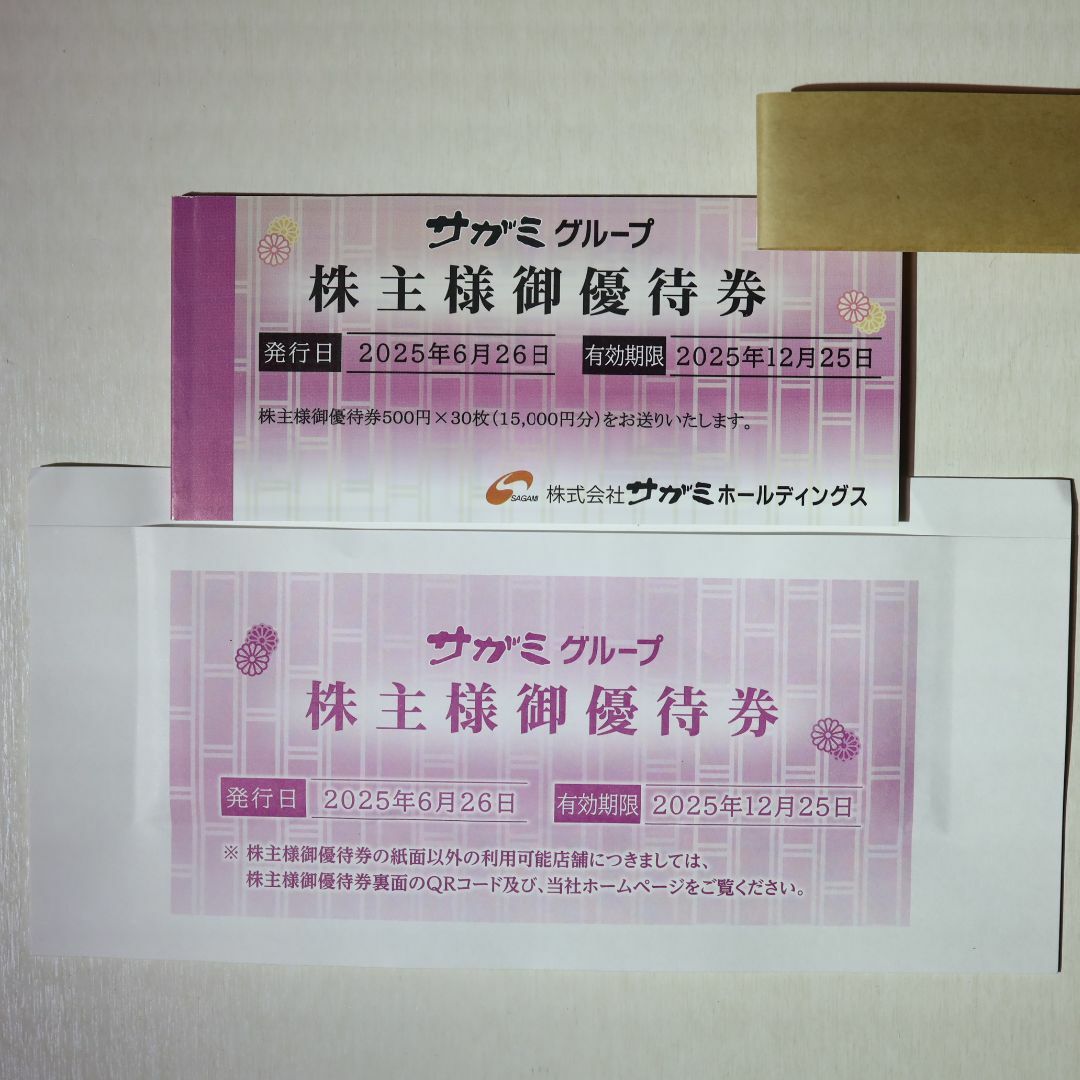 サガミ グループ
株主様御優待券
発行日 2025年6月26日 有効期限 2025年12月25日
株主様御優待券500円×30枚(15,000円分)をお送りいたします。
SAGAMI 株式会社サガミホールディングス
サガミ グループ
株主様御優待券
発行日 2025年6月26日 有効期限 2025年12月25日
※ 株主様御優待券の紙面以外の利用可能店舗につきましては、
株主様御優待券裏面のQRコード及び、当社ホームページをご覧ください。